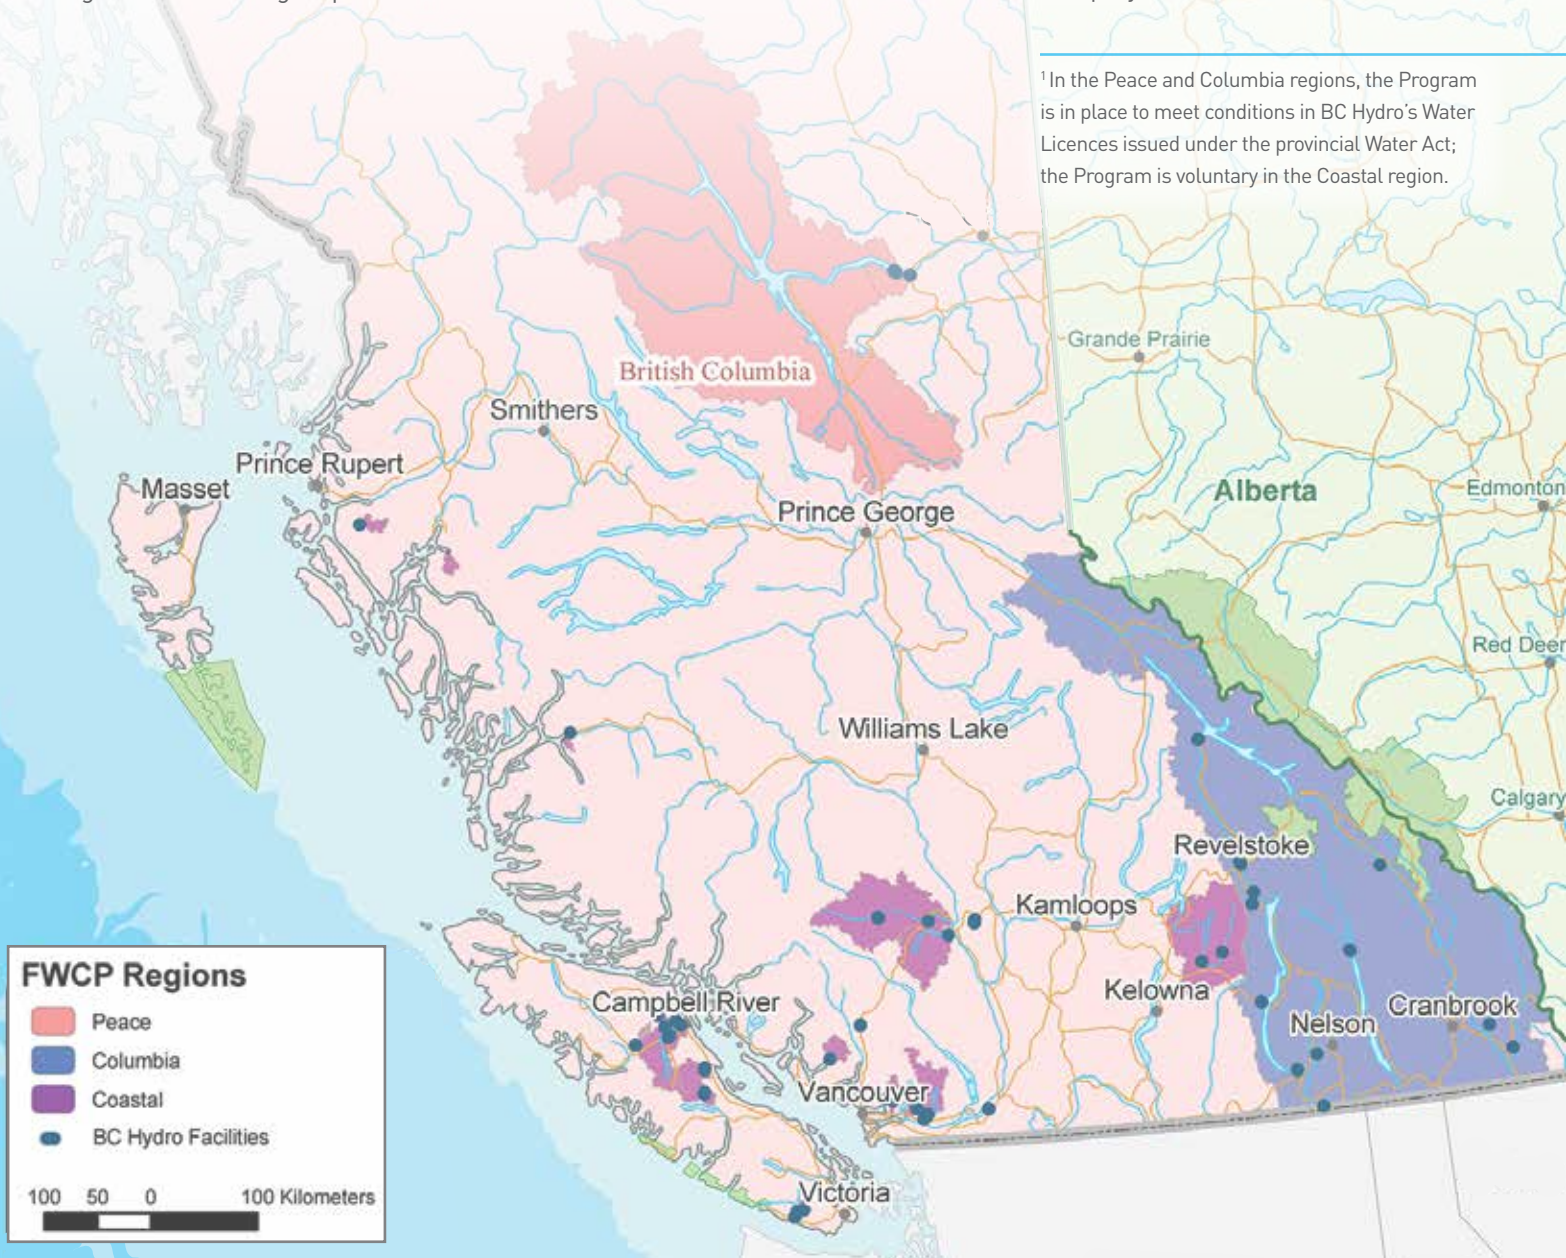 ¹ In the Peace and Columbia regions, the Program
is in place to meet conditions in BC Hydro's Water
Licences issued under the provincial Water Act;
the Program is voluntary in the Coastal region.
Grande Prairie
British Columbia
Smithers
Prince Rupert
Masset
Alberta
Edmonton
Prince George
Red Deer
Williams Lake
Calgary
Revelstoke
Kamloops
Kelowna
Campbell River
Cranbrook
Nelson
Vancouver
Victoria
FWCP Regions
Peace
Columbia
Coastal
BC Hydro Facilities
100 50 0 100 Kilometers